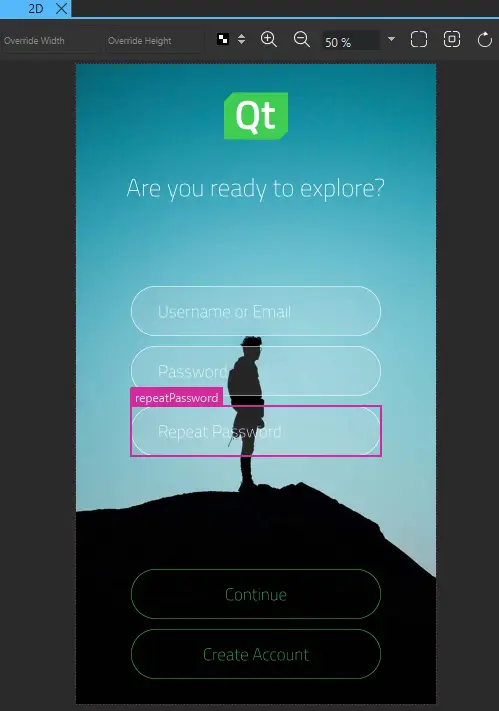 2D
Override Width
Override Height
50 %
Qt
Are you ready to explore?
Username or Email
Password
repeatPassword
Repeat Password
Continue
Create Account